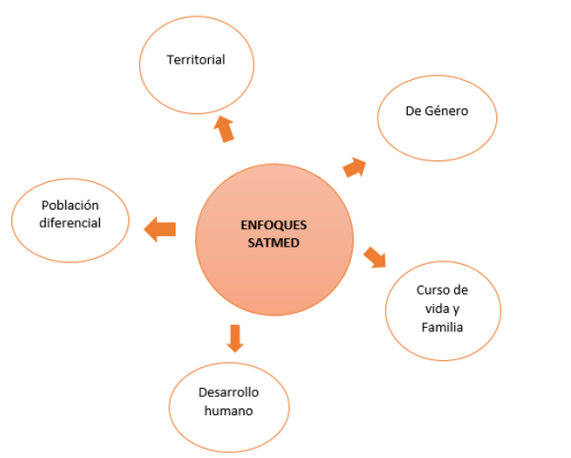 Territorial
De Género
Población
diferencial
ENFOQUES
SATMED
Curso de
vida y
Familia
Desarrollo
humano